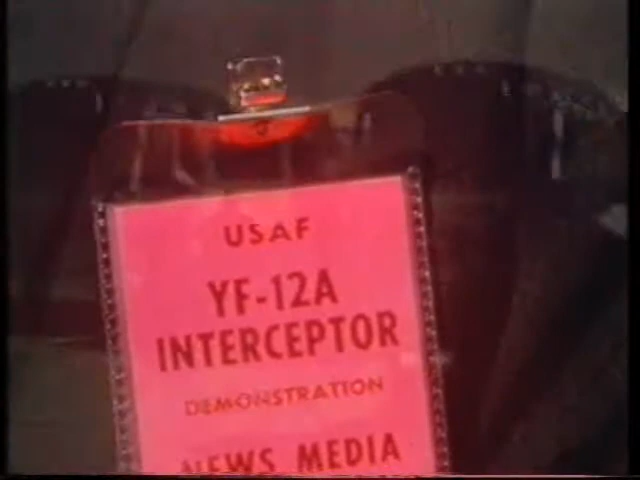 USAF
YF-12A
INTERCEPTOR
DEMONSTRATION
NEWS MEDIA